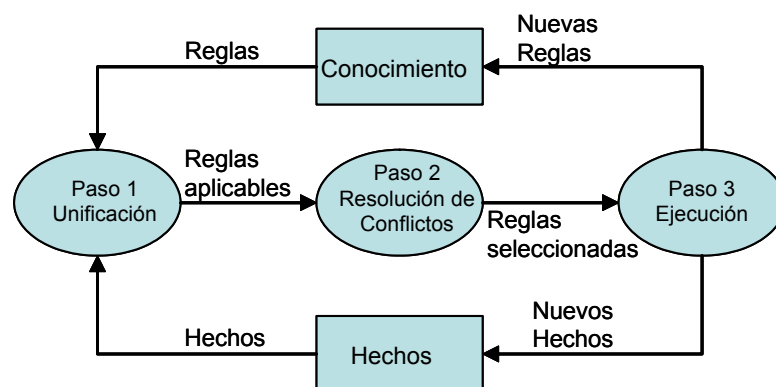 Reglas
Conocimiento
Nuevas
Reglas
Paso 1
Unificación
Reglas
aplicables
Paso 2
Resolución de
Conflictos
Reglas
seleccionadas
Paso 3
Ejecución
Hechos
Hechos
Nuevos
Hechos